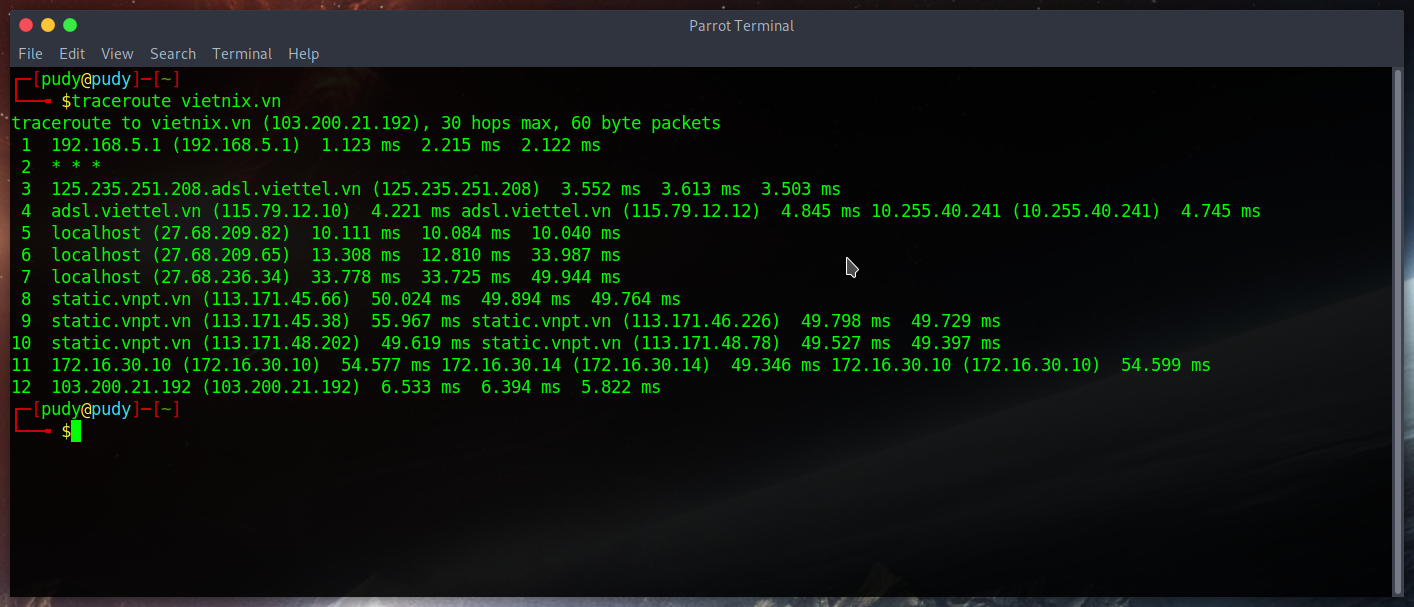 Parrot Terminal
File Edit View Search Terminal Help
┌─[pudy@pudy]─[~]
└──╼ $traceroute vietnix.vn
traceroute to vietnix.vn (103.200.21.192), 30 hops max, 60 byte packets
 1  192.168.5.1 (192.168.5.1)  1.123 ms  2.215 ms  2.122 ms
 2  * * *
 3  125.235.251.208.adsl.viettel.vn (125.235.251.208)  3.552 ms  3.613 ms  3.503 ms
 4  adsl.viettel.vn (115.79.12.10)  4.221 ms adsl.viettel.vn (115.79.12.12)  4.845 ms 10.255.40.241 (10.255.40.241)  4.745 ms
 5  localhost (27.68.209.82)  10.111 ms  10.084 ms  10.040 ms
 6  localhost (27.68.209.65)  13.308 ms  12.810 ms  33.987 ms
 7  localhost (27.68.236.34)  33.778 ms  33.725 ms  49.944 ms
 8  static.vnpt.vn (113.171.45.66)  50.024 ms  49.894 ms  49.764 ms
 9  static.vnpt.vn (113.171.45.38)  55.967 ms static.vnpt.vn (113.171.46.226)  49.798 ms  49.729 ms
10  static.vnpt.vn (113.171.48.202)  49.619 ms static.vnpt.vn (113.171.48.78)  49.527 ms  49.397 ms
11  172.16.30.10 (172.16.30.10)  54.577 ms 172.16.30.14 (172.16.30.14)  49.346 ms 172.16.30.10 (172.16.30.10)  54.599 ms
12  103.200.21.192 (103.200.21.192)  6.533 ms  6.394 ms  5.822 ms
┌─[pudy@pudy]─[~]
└──╼ $